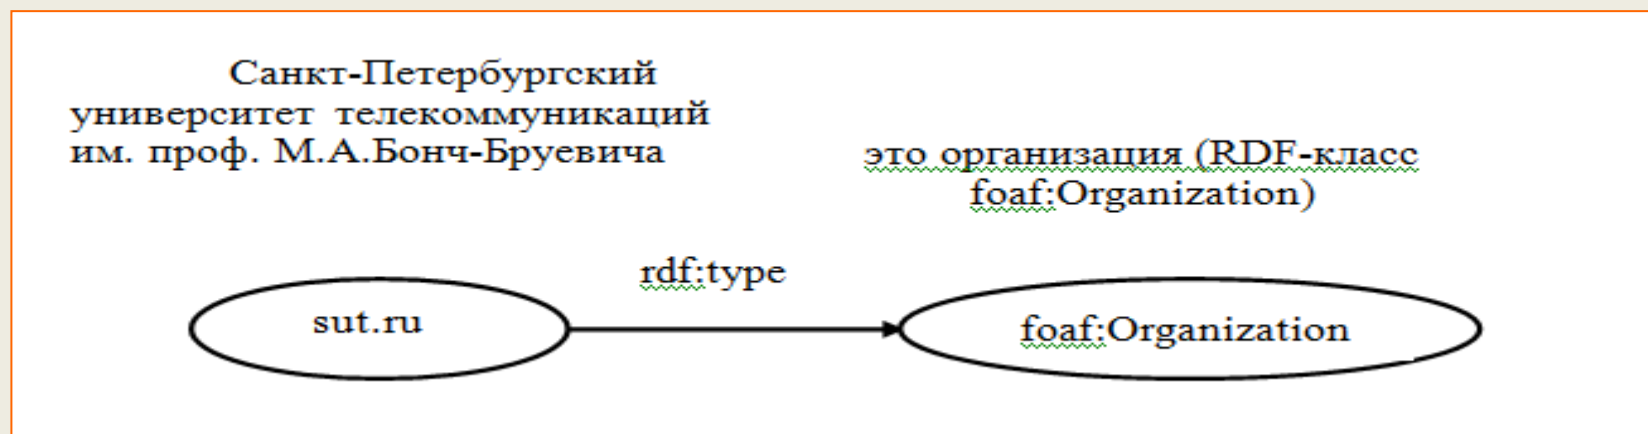 Санкт-Петербургский
университет телекоммуникаций
им. проф. М.А.Бонч-Бруевича
это организация (RDF-класс
foaf:Organization)
rdf:type
sut.ru
foaf:Organization